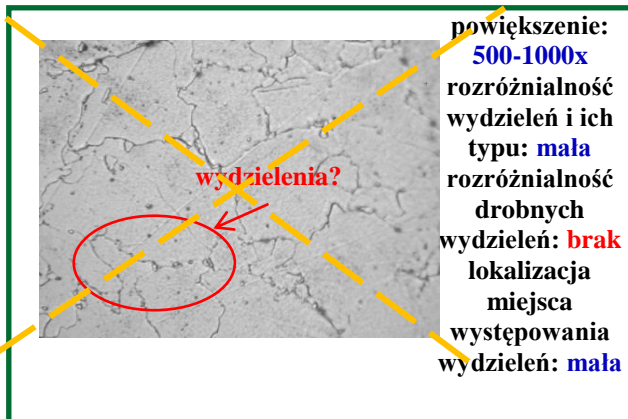 powiększenie:
500-1000x
rozróżnialność
wydzieleń i ich
typu: mała
rozróżnialność
drobnych
wydzieleń: brak
lokalizacja
miejsca
występowania
wydzieleń: mała
wydzielenia?